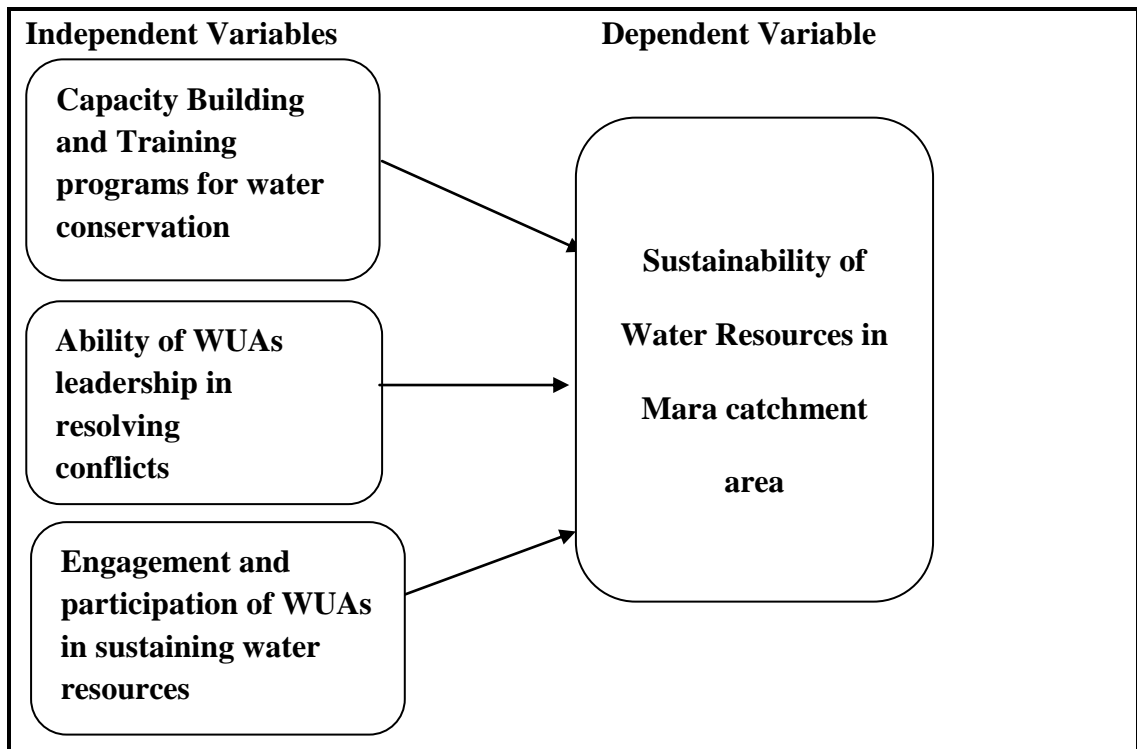 Independent Variables
Dependent Variable
Capacity Building
and Training
programs for water
conservation
Ability of WUAs
leadership in
resolving
conflicts
Engagement and
participation of WUAs
in sustaining water
resources
Sustainability of
Water Resources in
Mara catchment
area